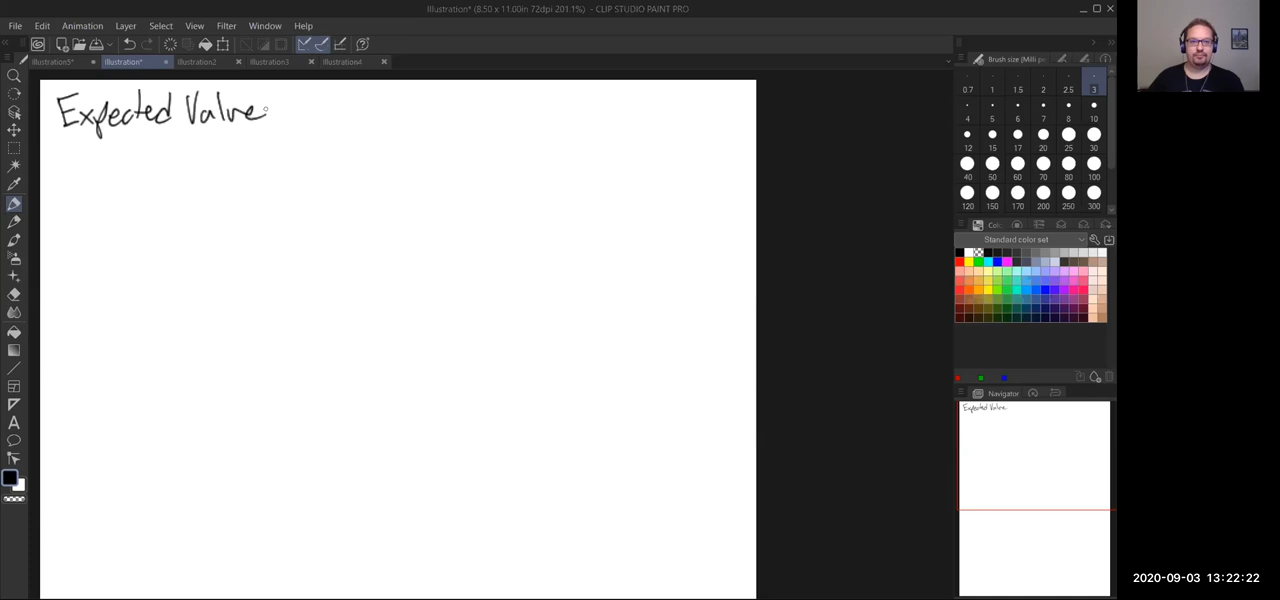 Illustration* (8.50 x 11.00in 72dpi 201.1%) - CLIP STUDIO PAINT PRO
File Edit Animation Layer Select View Filter Window Help
Illustration5* Illustration* Illustration2 Illustration3 Illustration4
Brush size [Milli pe
Expected Value
0.7 1 1.5 2 2.5 3
4 5 6 7 8 10
12 15 17 20 25 30
40 50 60 70 80 100
120 150 170 200 250 300
Standard color set
Navigator
Expected Value
2020-09-03 13:22:22